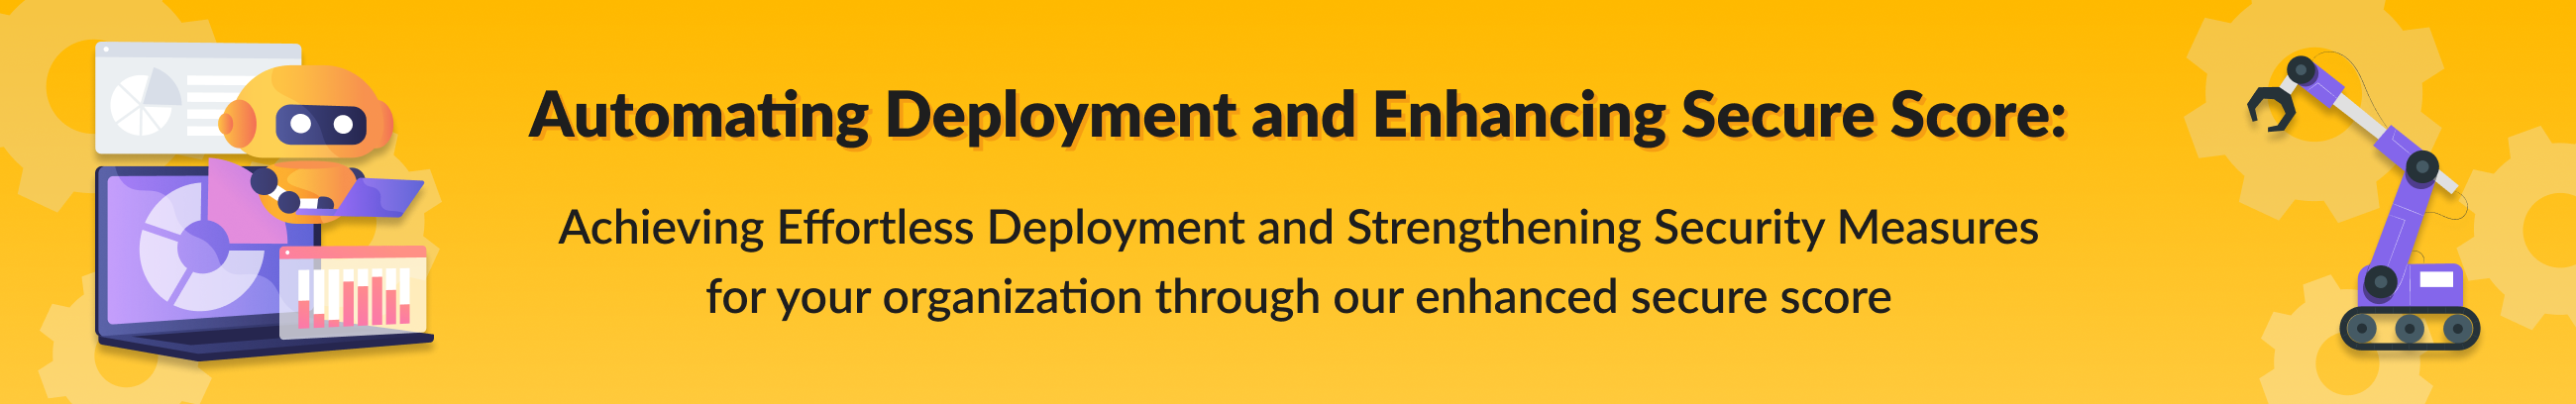 Automating Deployment and Enhancing Secure Score:
Achieving Effortless Deployment and Strengthening Security Measures
for your organization through our enhanced secure score